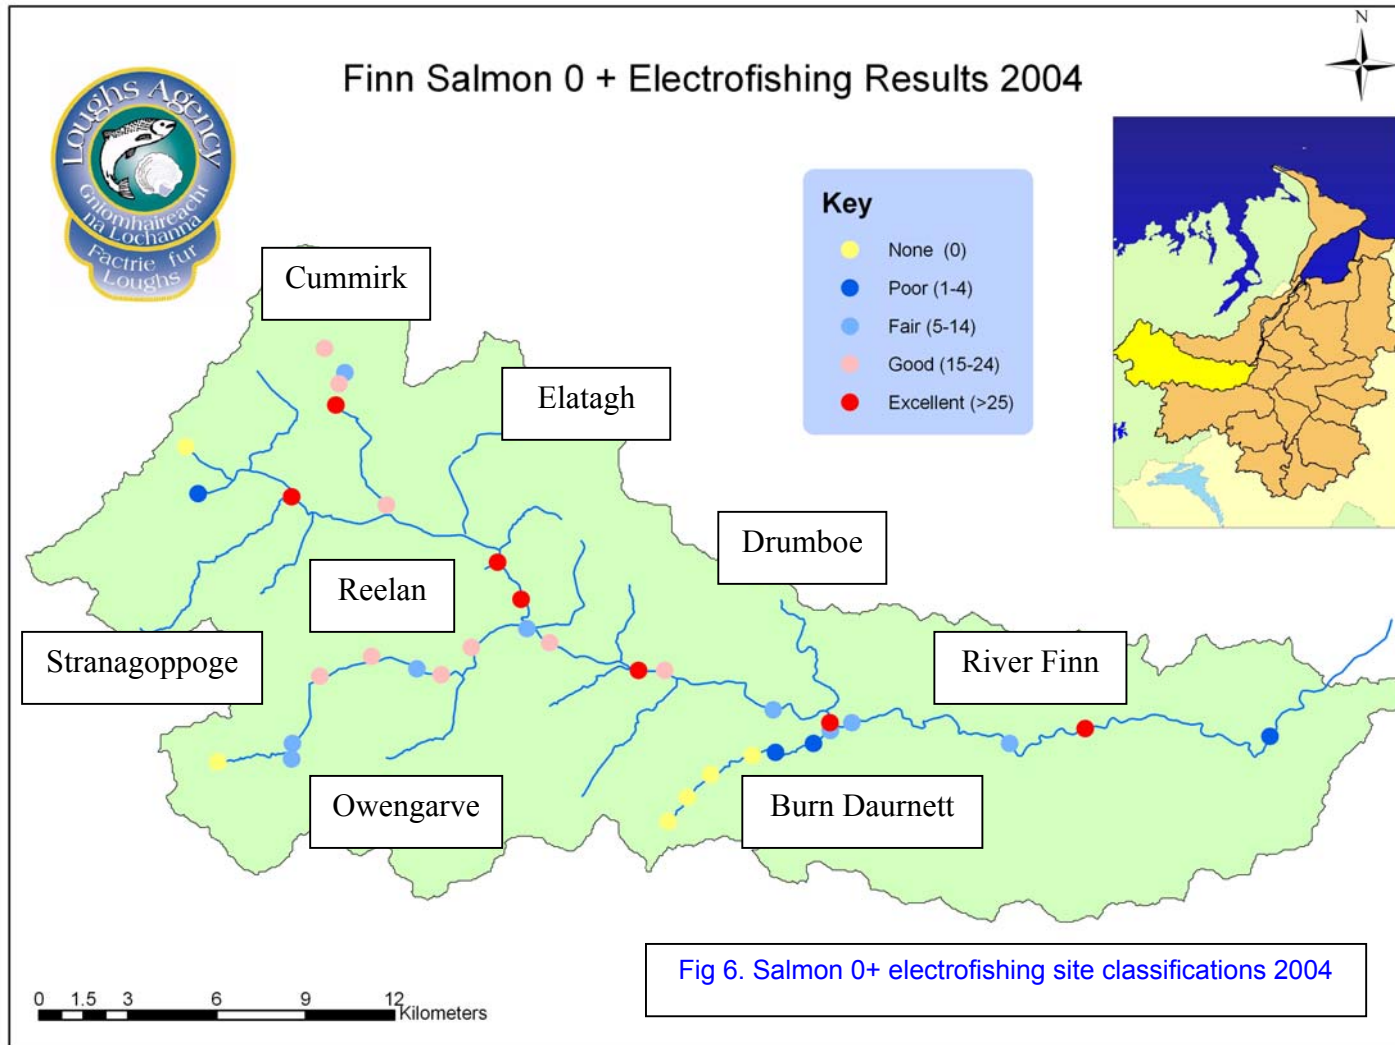 N
Finn Salmon 0 + Electrofishing Results 2004
Loughs Agency
Gníomhaireacht
na Lochanna
Factrie fur
Loughs
Key
None (0)
Poor (1-4)
Fair (5-14)
Good (15-24)
Excellent (>25)
Cummirk
Elatagh
Drumboe
Reelan
Stranagoppoge
River Finn
Owengarve
Burn Daurnett
Fig 6. Salmon 0+ electrofishing site classifications 2004
0 1.5 3 6 9 12
Kilometers